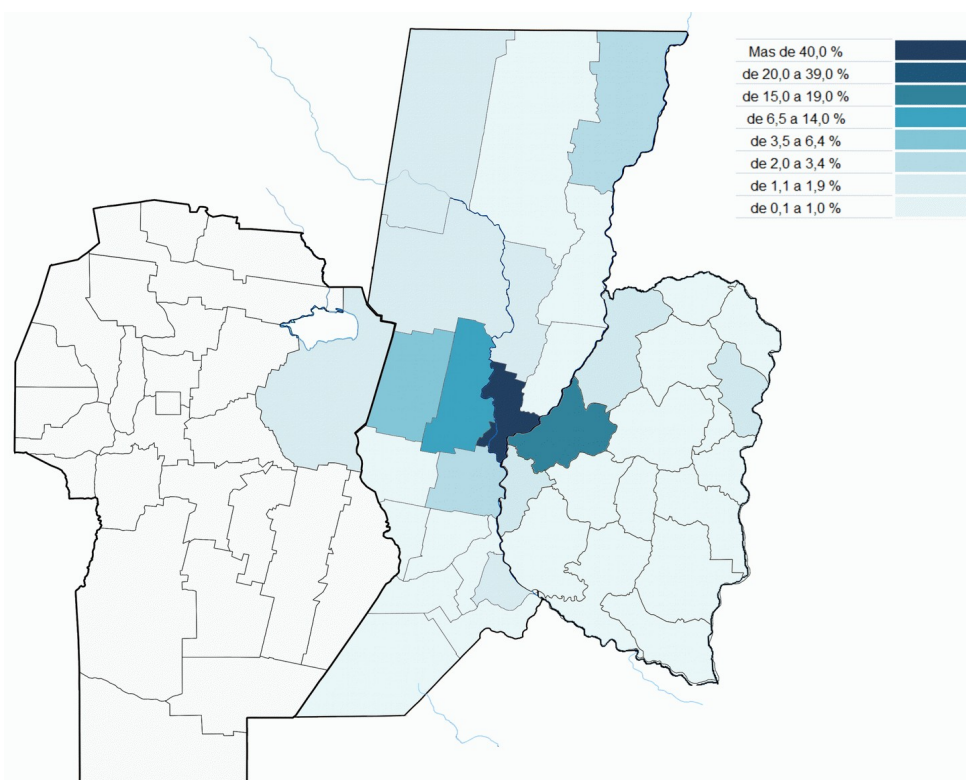 Mas de 40,0 %
de 20,0 a 39,0 %
de 15,0 a 19,0 %
de 6,5 a 14,0 %
de 3,5 a 6,4 %
de 2,0 a 3,4 %
de 1,1 a 1,9 %
de 0,1 a 1,0 %